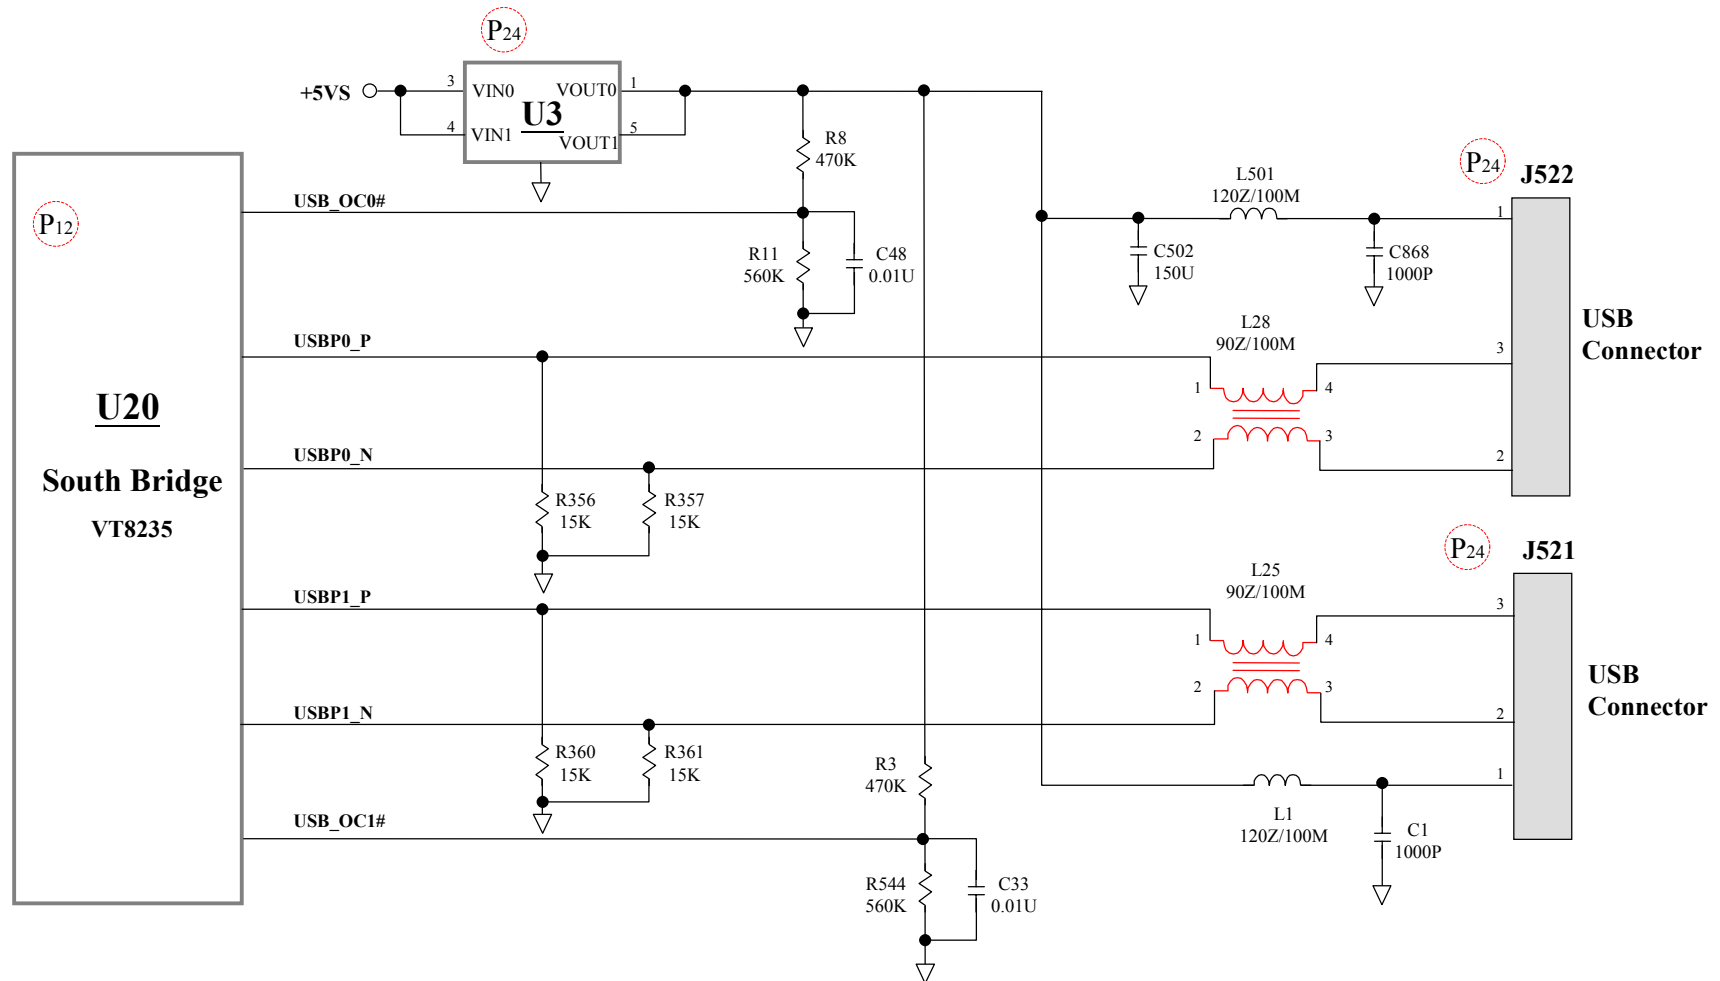 P24
+5VS
3
VIN0
VOUT0
1
U3
4
VIN1
VOUT1
5
R8
470K
P24
J522
L501
120Z/100M
1
USB_OC0#
P12
R11
560K
C48
0.01U
C502
150U
C868
1000P
USB
Connector
USBP0_P
L28
90Z/100M
3
1
4
2
3
2
U20
South Bridge
VT8235
USBP0_N
R356
15K
R357
15K
P24
J521
L25
90Z/100M
USBP1_P
3
1
4
2
3
2
USB
Connector
USBP1_N
R360
15K
R361
15K
R3
470K
1
L1
120Z/100M
C1
1000P
USB_OC1#
R544
560K
C33
0.01U